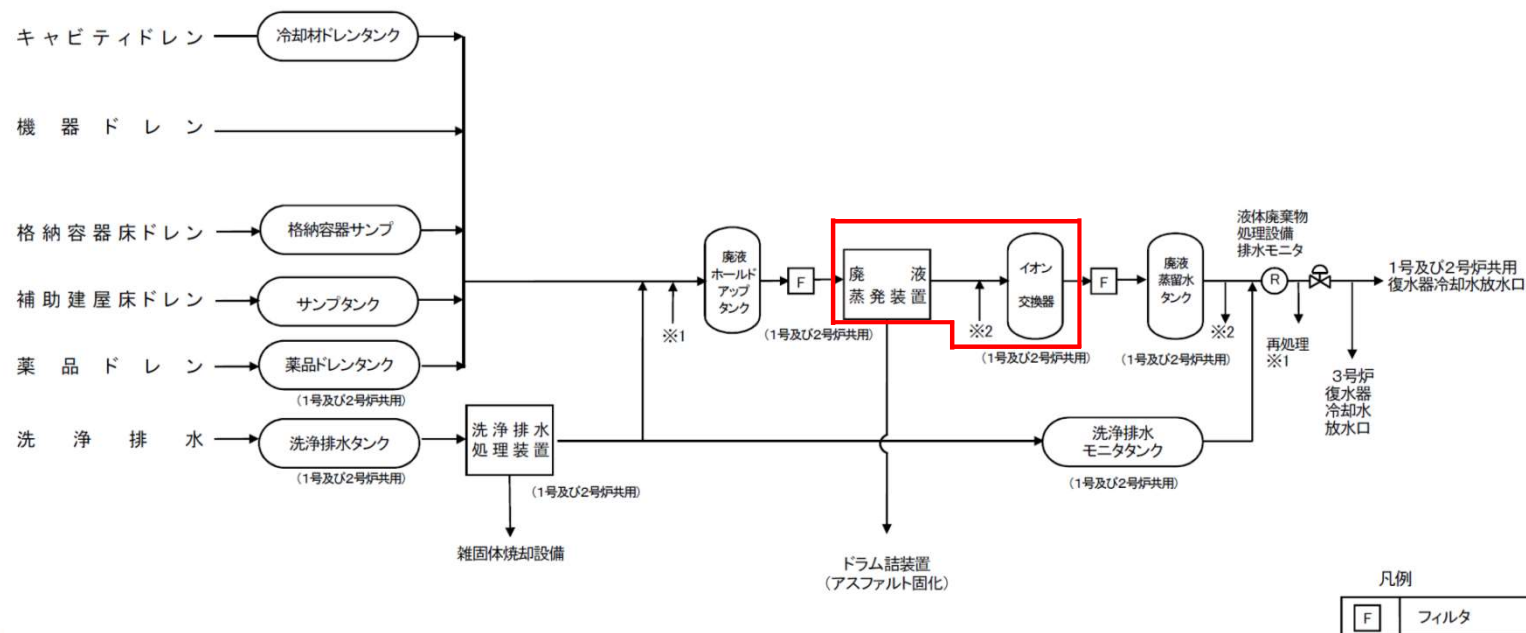 キャビティドレン
冷却材ドレンタンク
機器ドレン
格納容器床ドレン
格納容器サンプ
補助建屋床ドレン
サンプタンク
薬品ドレン
薬品ドレンタンク
(1号及び2号炉共用)
洗浄排水
洗浄排水タンク
(1号及び2号炉共用)
洗浄排水
処理装置
(1号及び2号炉共用)
雑固体焼却設備
※1
廃液
ホールド
アップ
タンク
F
(1号及び2号炉共用)
廃液
蒸発装置
※2
イオン
交換器
(1号及び2号炉共用)
F
廃液
蒸留水
タンク
(1号及び2号炉共用)
※2
液体廃棄物
処理設備
排水モニタ
R
再処理
※1
1号及び2号炉共用
復水器冷却水放水口
3号炉
復水器
冷却水
放水口
洗浄排水
モニタタンク
(1号及び2号炉共用)
ドラム詰装置
(アスファルト固化)
凡例
F フィルタ